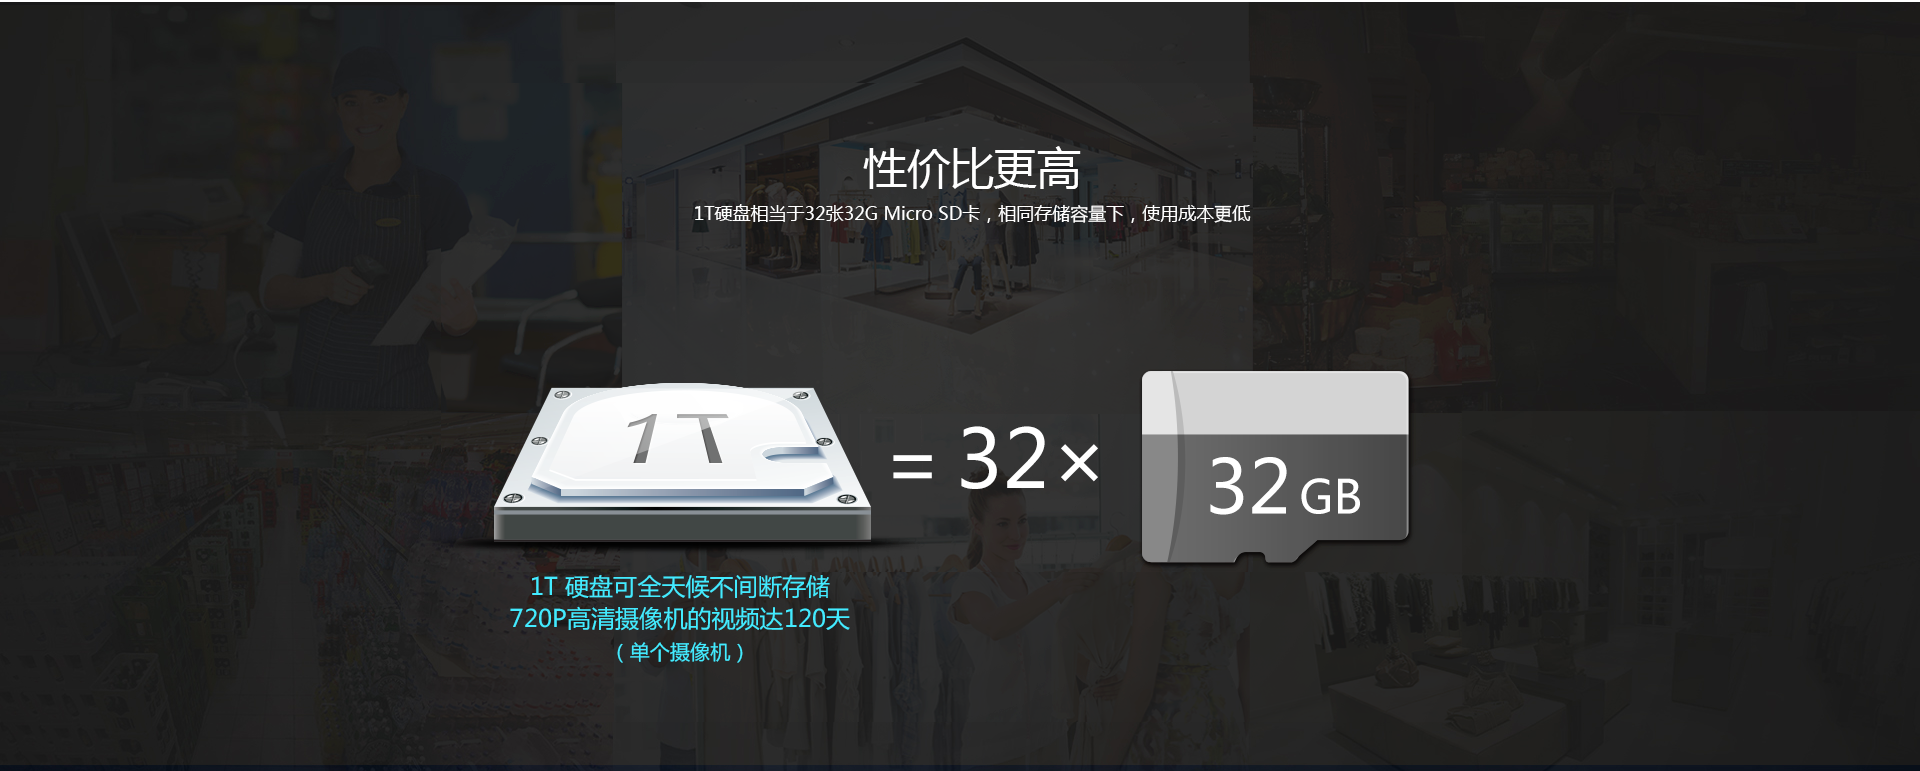 性价比更高
1T硬盘相当于32张32G Micro SD卡，相同存储容量下，使用成本更低
1T
= 32×
32 GB
1T 硬盘可全天候不间断存储
720P高清摄像机的视频达120天
（单个摄像机）